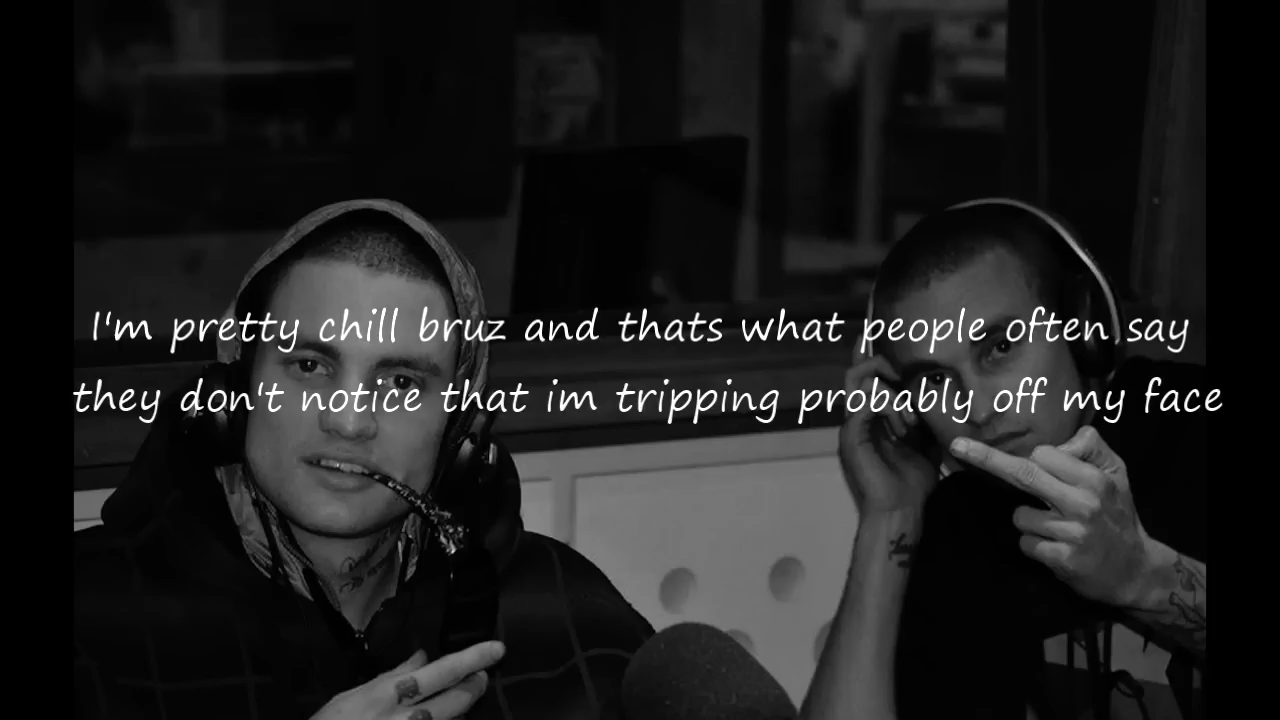 I'm pretty chill bruz and thats what people often say
they don't notice that im tripping probably off my face